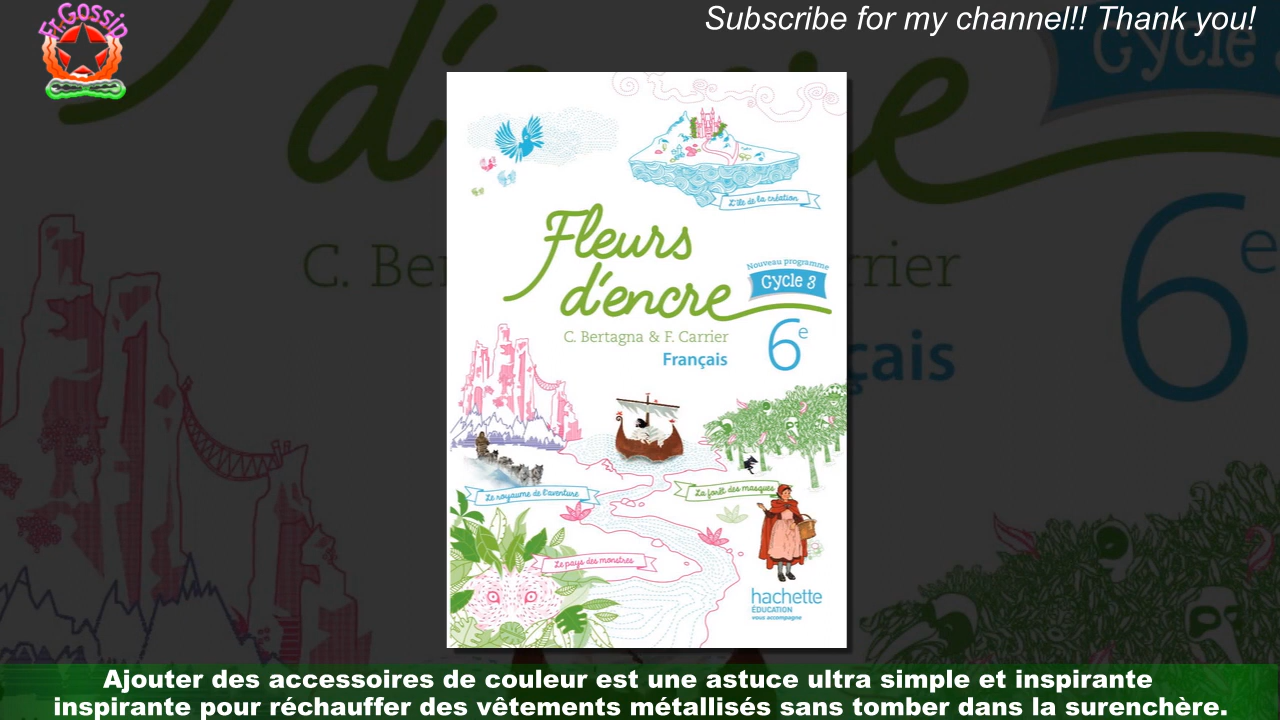 Fr.Gossip
Subscribe for my channel!! Thank you!
L'île de la création
Fleurs
d'encre
Nouveau programme
Cycle 3
C. Bertagna & F. Carrier
6e
Français
Le royaume de l'aventure
La forêt des masques
Le pays des monstres
hachette
ÉDUCATION
vous accompagne
Ajouter des accessoires de couleur est une astuce ultra simple et inspirante
inspirante pour réchauffer des vêtements métallisés sans tomber dans la surenchère.